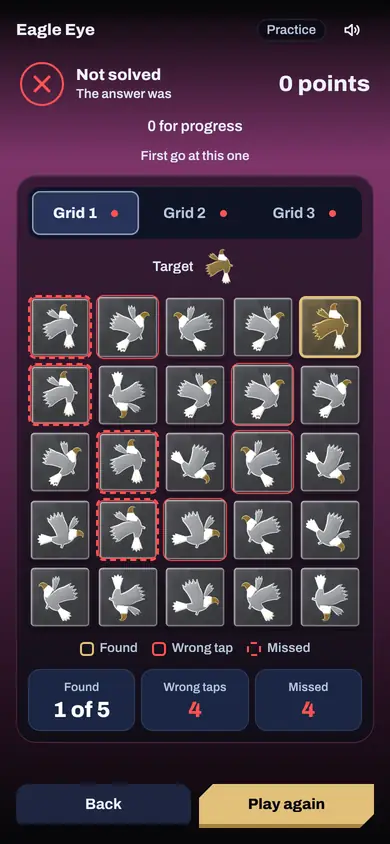 Eagle Eye
Practice
Not solved
The answer was
0 points
0 for progress
First go at this one
Grid 1
Grid 2
Grid 3
Target
Found
Wrong tap
Missed
Found
1 of 5
Wrong taps
4
Missed
4
Back
Play again